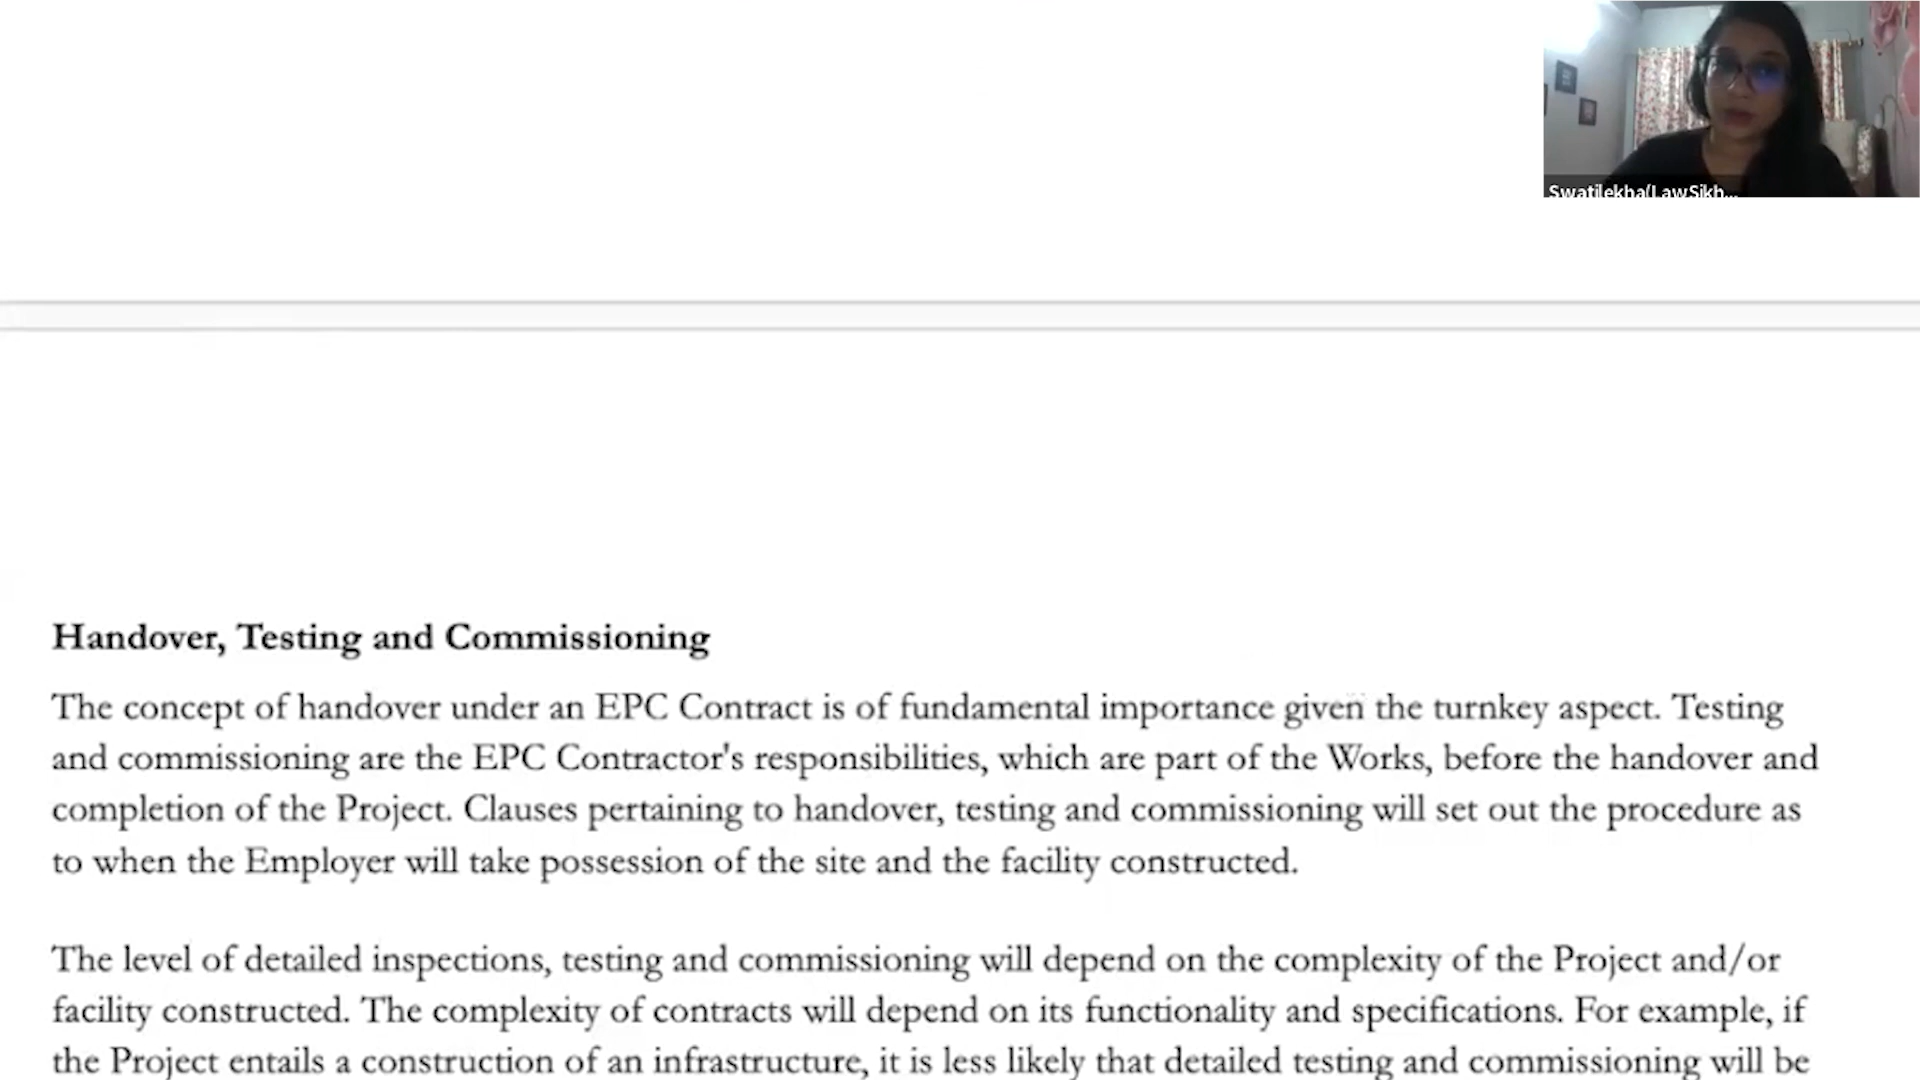 Swatilekha(LawSikh...
Handover, Testing and Commissioning
The concept of handover under an EPC Contract is of fundamental importance given the turnkey aspect. Testing
and commissioning are the EPC Contractor's responsibilities, which are part of the Works, before the handover and
completion of the Project. Clauses pertaining to handover, testing and commissioning will set out the procedure as
to when the Employer will take possession of the site and the facility constructed.
The level of detailed inspections, testing and commissioning will depend on the complexity of the Project and/or
facility constructed. The complexity of contracts will depend on its functionality and specifications. For example, if
the Project entails a construction of an infrastructure, it is less likely that detailed testing and commissioning will be